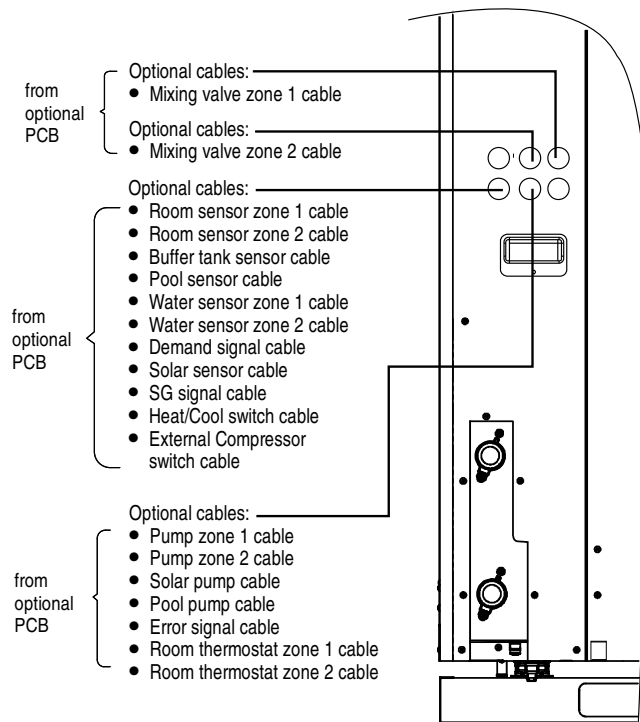 Optional cables:
● Mixing valve zone 1 cable
from
optional
PCB
Optional cables:
● Mixing valve zone 2 cable
Optional cables:
● Room sensor zone 1 cable
● Room sensor zone 2 cable
● Buffer tank sensor cable
● Pool sensor cable
● Water sensor zone 1 cable
● Water sensor zone 2 cable
● Demand signal cable
● Solar sensor cable
● SG signal cable
● Heat/Cool switch cable
● External Compressor
switch cable
from
optional
PCB
Optional cables:
● Pump zone 1 cable
● Pump zone 2 cable
● Solar pump cable
● Pool pump cable
● Error signal cable
● Room thermostat zone 1 cable
● Room thermostat zone 2 cable
from
optional
PCB